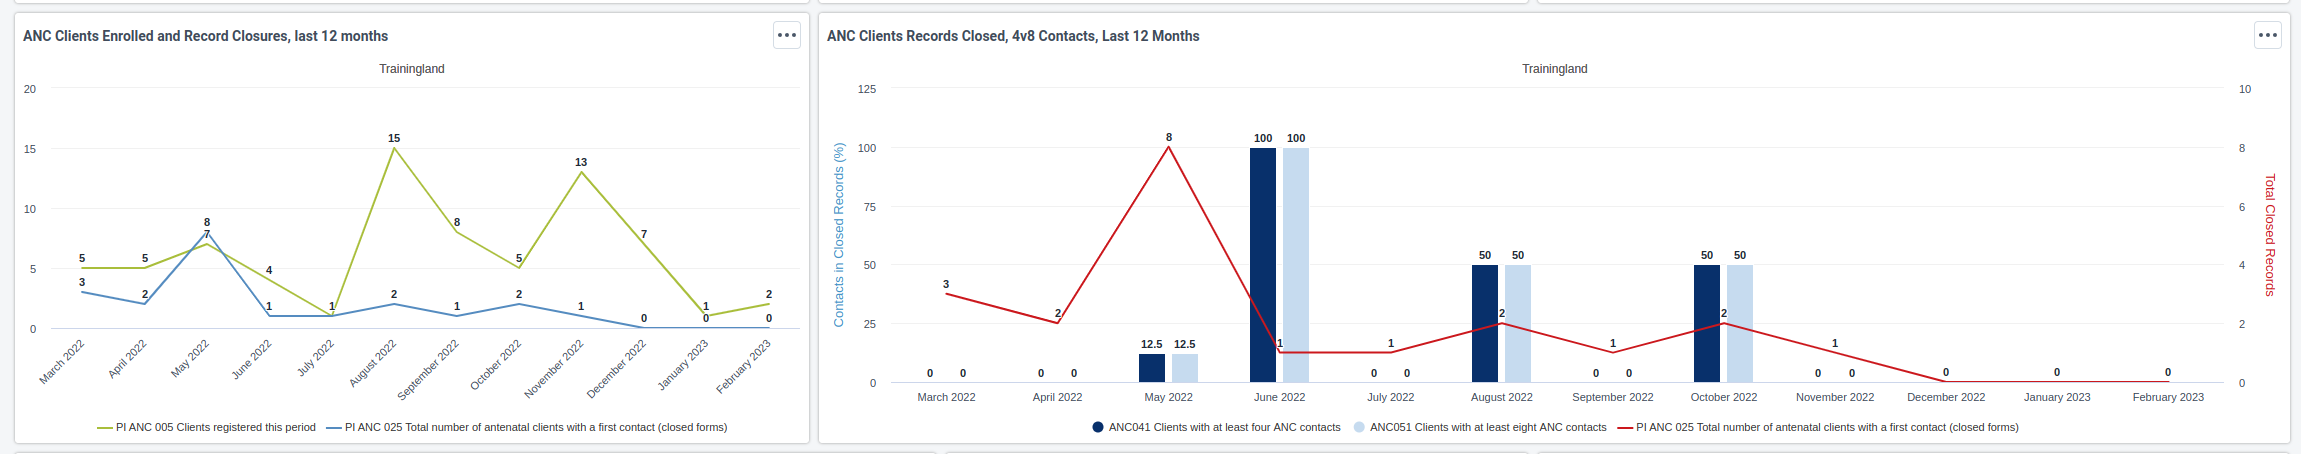 ANC Clients Enrolled and Record Closures, last 12 months
Trainingland
20
15
10
5
0
5
5
8
7
4
1
15
8
5
13
7
1
2
3
2
1
2
1
2
1
0
0
0
March 2022
April 2022
May 2022
June 2022
July 2022
August 2022
September 2022
October 2022
November 2022
December 2022
January 2023
February 2023
PI ANC 005 Clients registered this period
PI ANC 025 Total number of antenatal clients with a first contact (closed forms)
ANC Clients Records Closed, 4v8 Contacts, Last 12 Months
Trainingland
Contacts in Closed Records (%)
125
100
75
50
25
0
10
8
6
4
2
0
Total Closed Records
3
2
8
1
1
2
1
2
1
0
0
0
0 0
0 0
12.5 12.5
100 100
0 0
50 50
0 0
50 50
0 0
March 2022
April 2022
May 2022
June 2022
July 2022
August 2022
September 2022
October 2022
November 2022
December 2022
January 2023
February 2023
ANC041 Clients with at least four ANC contacts
ANC051 Clients with at least eight ANC contacts
PI ANC 025 Total number of antenatal clients with a first contact (closed forms)